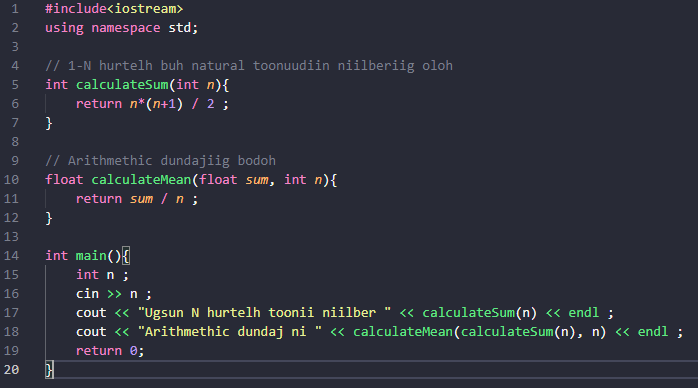 1 #include<iostream>
2 using namespace std;
3
4 // 1-N hurtelh buh natural toonuudiin niilberiig oloh
5 int calculateSum(int n){
6 return n*(n+1) / 2 ;
7 }
8
9 // Arithmethic dundajiig bodoh
10 float calculateMean(float sum, int n){
11 return sum / n ;
12 }
13
14 int main(){
15 int n ;
16 cin >> n ;
17 cout << "Ugsun N hurtelh toonii niilber " << calculateSum(n) << endl ;
18 cout << "Arithmethic dundaj ni " << calculateMean(calculateSum(n), n) << endl ;
19 return 0;
20 }